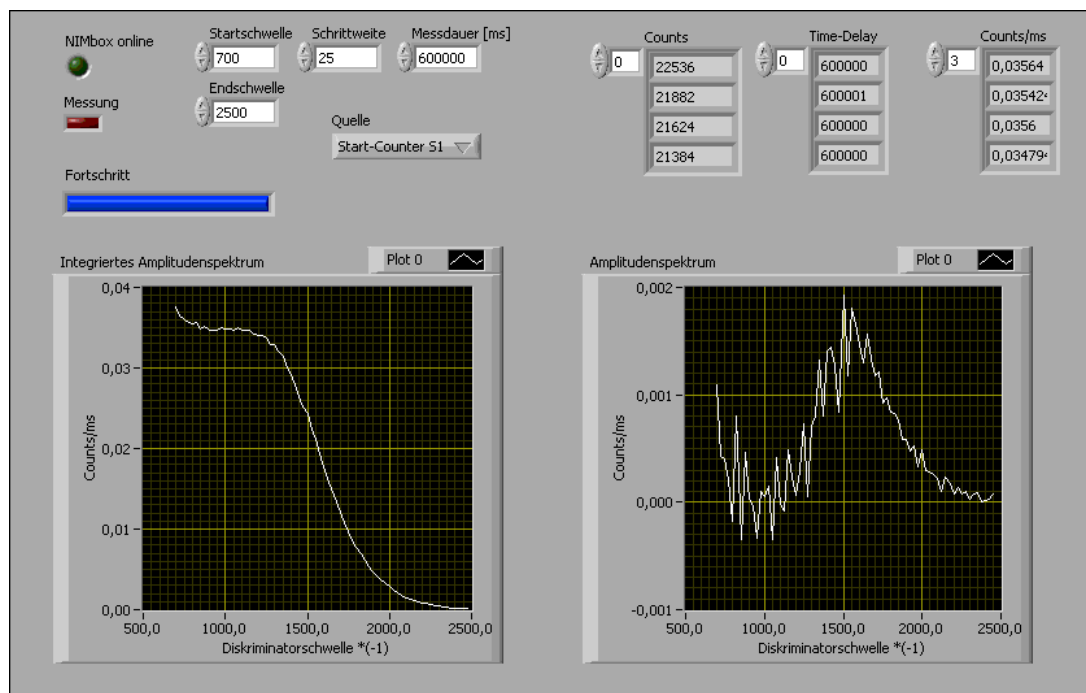 NIMbox online
Startschwelle
Schrittweite
Messdauer [ms]
700
25
600000
Messung
Endschwelle
2500
Quelle
Start-Counter S1
Fortschritt
Counts
0
22536
21882
21624
21384
Time-Delay
0
600000
600001
600000
600000
Counts/ms
3
0,03564
0,03542
0,0356
0,03479
Integriertes Amplitudenspektrum
Plot 0
Counts/ms
0,04
0,03
0,02
0,01
0,00
500,0
1000,0
1500,0
2000,0
2500,0
Diskriminatorschwelle *(-1)
Amplitudenspektrum
Plot 0
Counts/ms
0,002
0,001
0,000
-0,001
500,0
1000,0
1500,0
2000,0
2500,0
Diskriminatorschwelle *(-1)